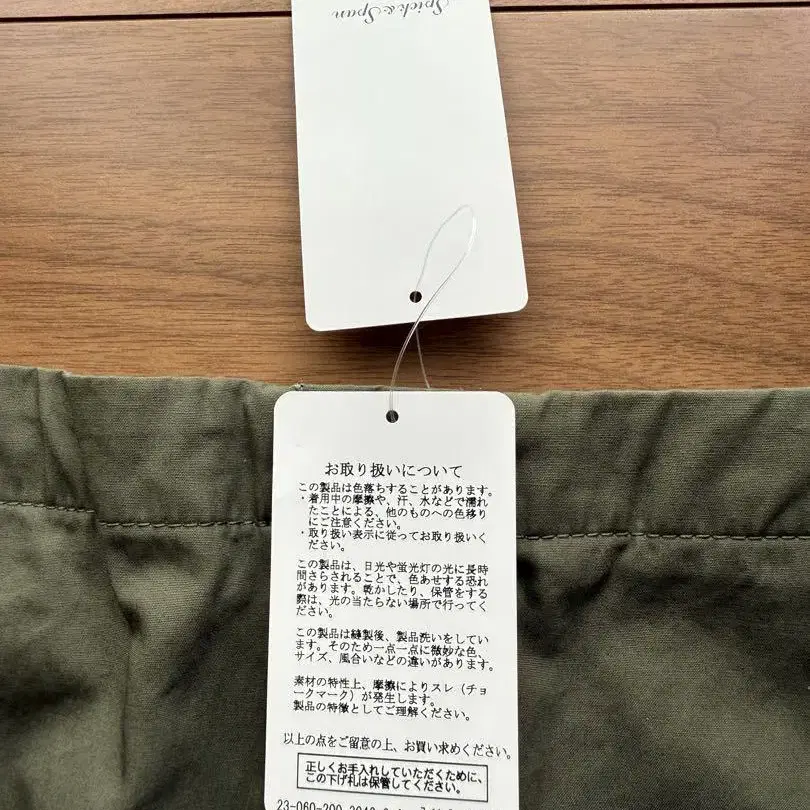 Spick & Span
お取り扱いについて
この製品は色落ちすることがあります。
・着用中の摩擦や、汗、水などで濡れ
たことによる、他のものへの色移り
にご注意ください。
・取り扱い表示に従ってお取り扱いく
ださい。
この製品は、日光や蛍光灯の光に長時
間さらされることで、色あせする恐れ
があります。乾かしたり、保管をする
際は、光の当たらない場所で行ってくだ
さい。
この製品は縫製後、製品洗いをしてい
ます。そのため一点一点に微妙な色、
サイズ、風合いなどの違いがあります。
素材の特性上、摩擦によりスレ（チョ
ークマーク）が発生します。
製品の特徴としてご理解ください。
以上の点をご留意の上、お買い求めください。
正しくお手入れしていただくために、
この下げ札は保管してください。
23-060-200-